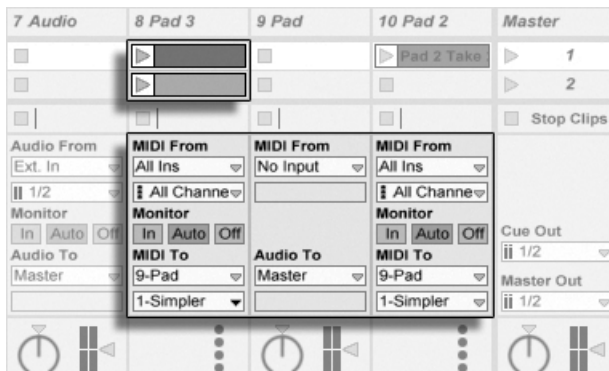 7 Audio
8 Pad 3
9 Pad
10 Pad 2
Master
Pad 2 Take
1
2
Stop Clips
Audio From
Ext. In
1/2
Monitor
In Auto Off
Audio To
Master
MIDI From
All Ins
All Channe
Monitor
In Auto Off
MIDI To
9-Pad
1-Simpler
MIDI From
No Input
Audio To
Master
MIDI From
All Ins
All Channe
Monitor
In Auto Off
MIDI To
9-Pad
1-Simpler
Cue Out
1/2
Master Out
1/2